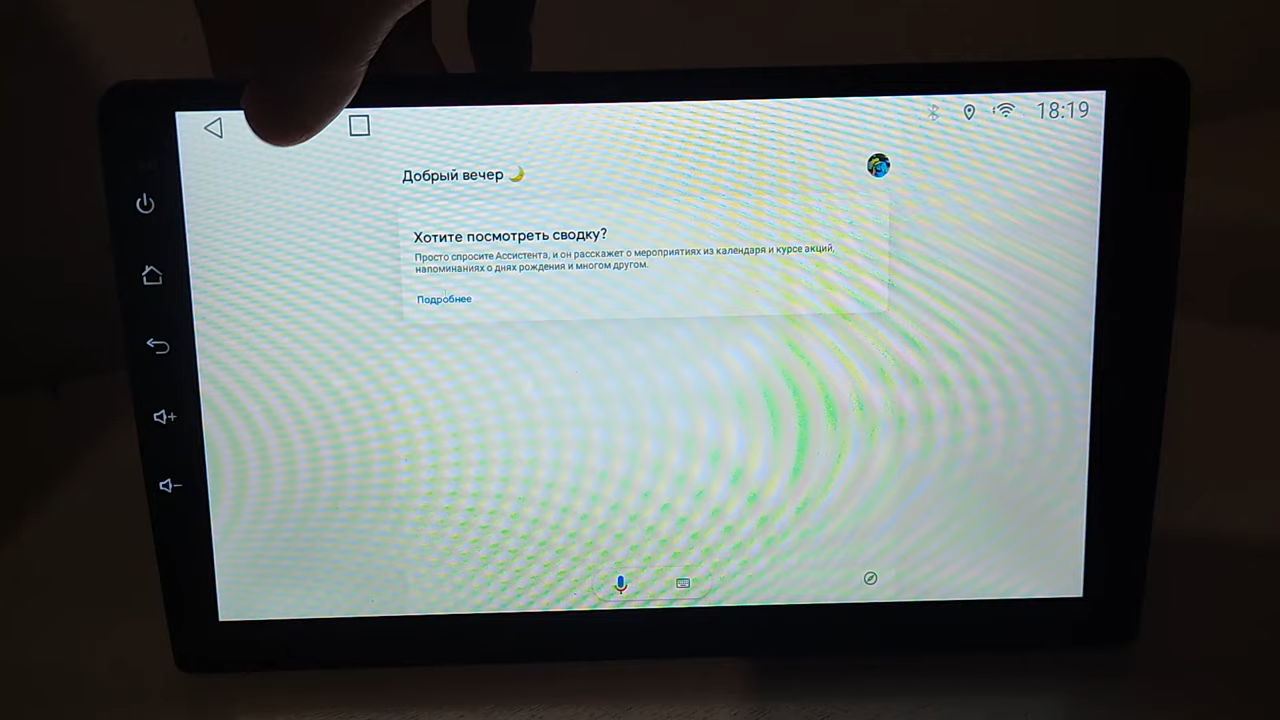 18:19
Добрый вечер 🌙
Хотите посмотреть сводку?
Просто спросите Ассистента, и он расскажет о мероприятиях из календаря и курсе акций,
напоминаниях о днях рождения и многом другом.
Подробнее